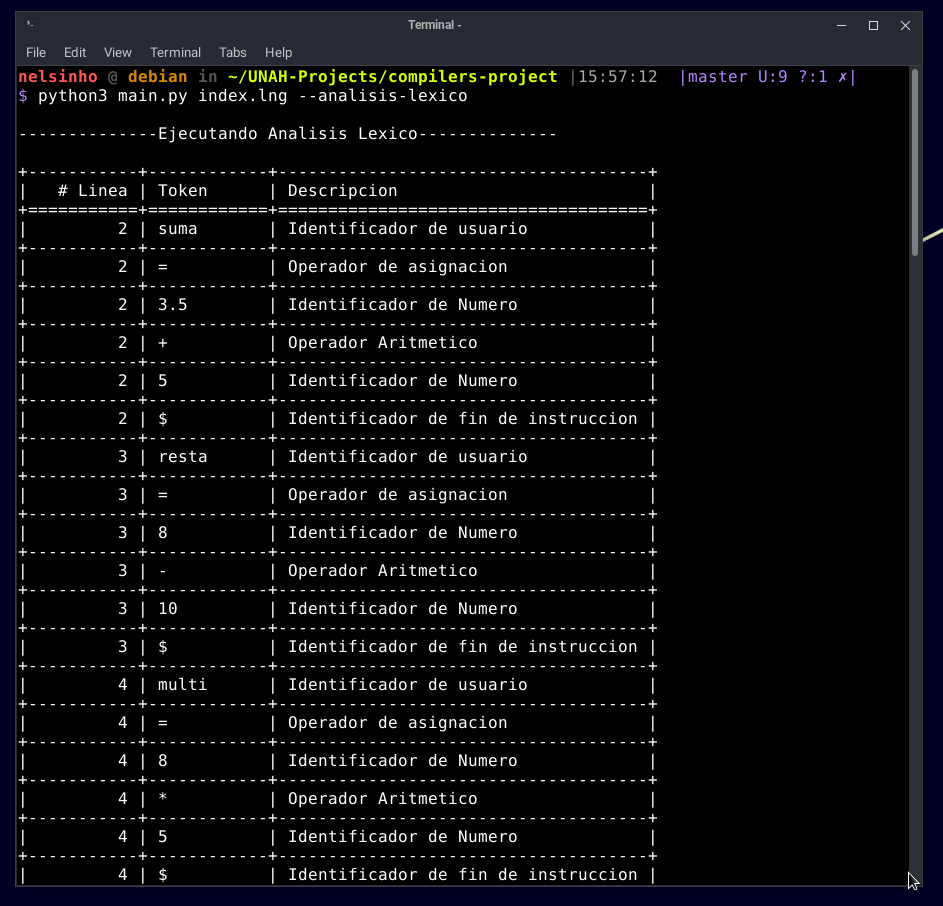 Terminal -
File Edit View Terminal Tabs Help
nelsinho @ debian in ~/UNAH-Projects/compilers-project |15:57:12 |master U:9 ?:1 ✗|
$ python3 main.py index.lng --analisis-lexico
--------------Ejecutando Analisis Lexico--------------
+-----------+------------+-------------------------------------+
|   # Linea | Token      | Descripcion                         |
+===========+============+=====================================+
|         2 | suma       | Identificador de usuario            |
+-----------+------------+-------------------------------------+
|         2 | =          | Operador de asignacion              |
+-----------+------------+-------------------------------------+
|         2 | 3.5        | Identificador de Numero             |
+-----------+------------+-------------------------------------+
|         2 | +          | Operador Aritmetico                 |
+-----------+------------+-------------------------------------+
|         2 | 5          | Identificador de Numero             |
+-----------+------------+-------------------------------------+
|         2 | $          | Identificador de fin de instruccion |
+-----------+------------+-------------------------------------+
|         3 | resta      | Identificador de usuario            |
+-----------+------------+-------------------------------------+
|         3 | =          | Operador de asignacion              |
+-----------+------------+-------------------------------------+
|         3 | 8          | Identificador de Numero             |
+-----------+------------+-------------------------------------+
|         3 | -          | Operador Aritmetico                 |
+-----------+------------+-------------------------------------+
|         3 | 10         | Identificador de Numero             |
+-----------+------------+-------------------------------------+
|         3 | $          | Identificador de fin de instruccion |
+-----------+------------+-------------------------------------+
|         4 | multi      | Identificador de usuario            |
+-----------+------------+-------------------------------------+
|         4 | =          | Operador de asignacion              |
+-----------+------------+-------------------------------------+
|         4 | 8          | Identificador de Numero             |
+-----------+------------+-------------------------------------+
|         4 | *          | Operador Aritmetico                 |
+-----------+------------+-------------------------------------+
|         4 | 5          | Identificador de Numero             |
+-----------+------------+-------------------------------------+
|         4 | $          | Identificador de fin de instruccion |